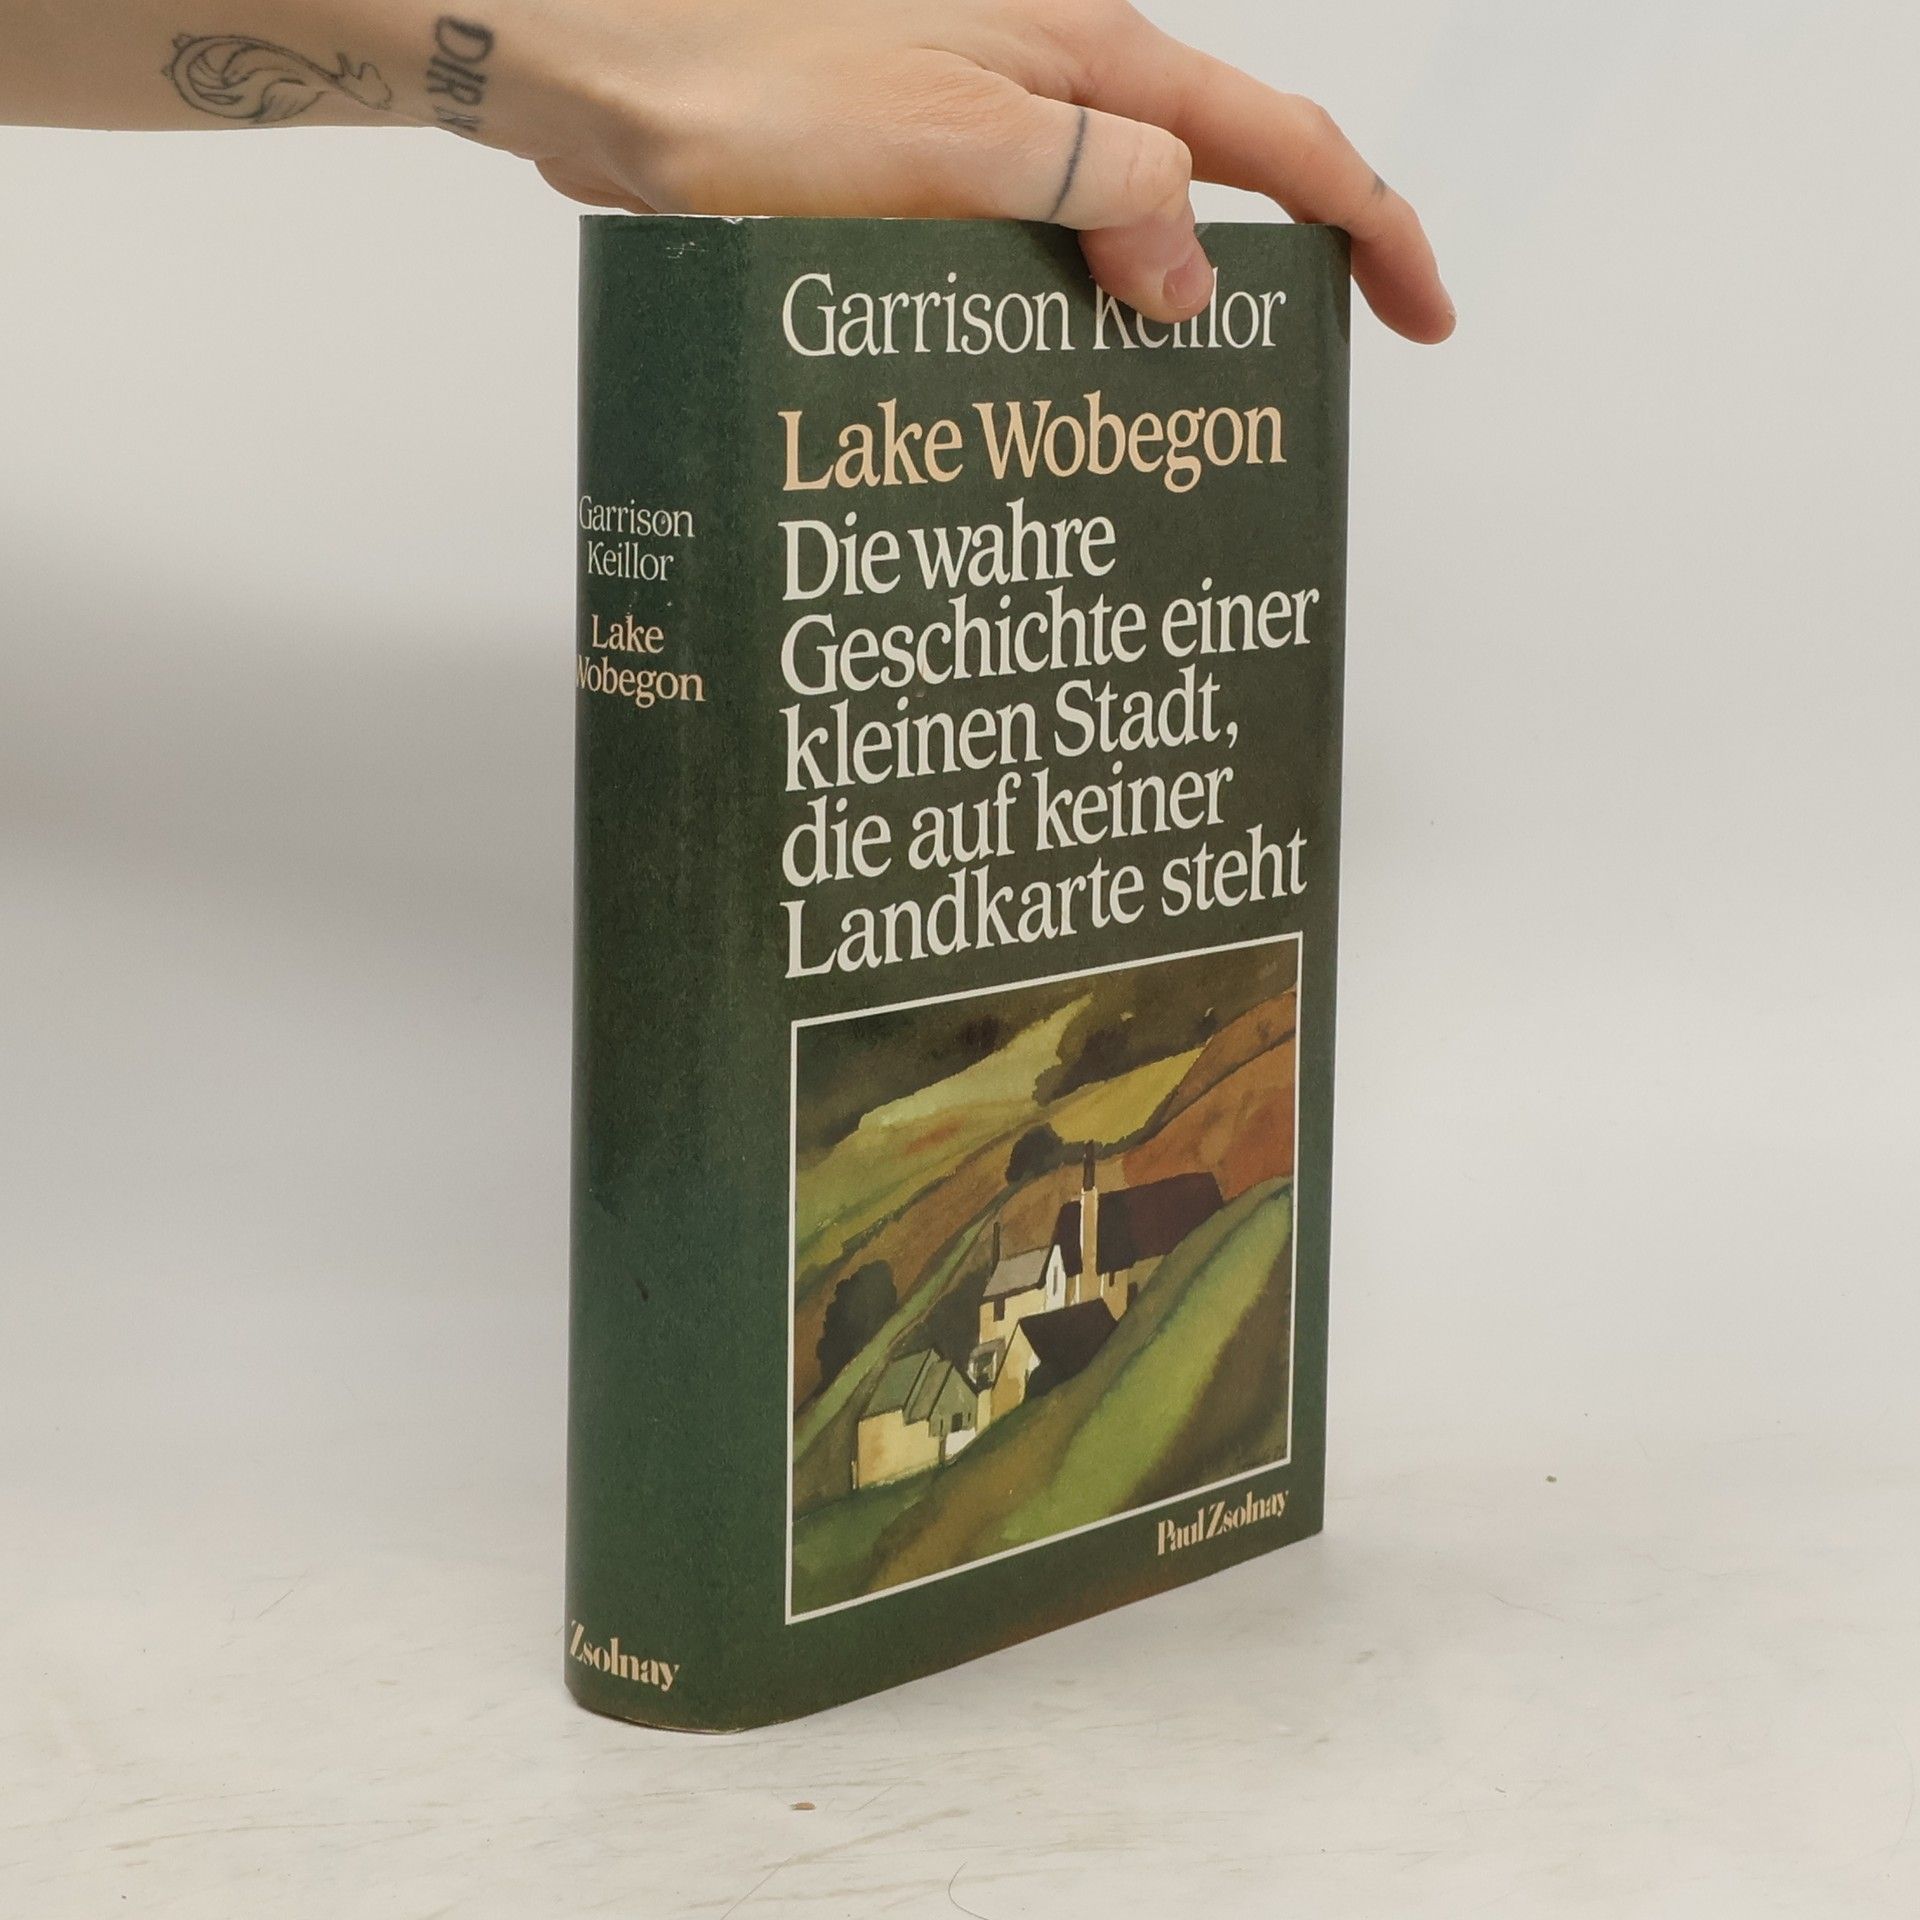 DIRN
Garrison Keillor
Lake Wobegon
Die wahre
Geschichte einer
kleinen Stadt,
die auf keiner
Landkarte steht
Paul Zsolnay
Garrison
Keillor
Lake
Wobegon
Zsolnay